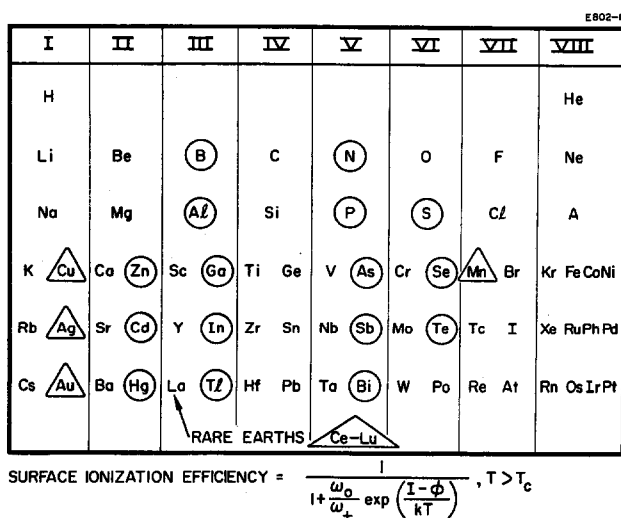 E802-
I II III IV V VI VII VIII
H He
Li Be B C N O F Ne
Na Mg Al Si P S Cl A
K Cu Ca Zn Sc Ga Ti Ge V As Cr Se Mn Br Kr Fe Co Ni
Rb Ag Sr Cd Y In Zr Sn Nb Sb Mo Te Tc I Xe Ru Ph Pd
Cs Au Ba Hg La Tl Hf Pb Ta Bi W Po Re At Rn Os Ir Pt
RARE EARTHS Ce-Lu
SURFACE IONIZATION EFFICIENCY = 1 / (1 + ω₀/ω₊ exp ((I-φ)/kT)) , T > Tc